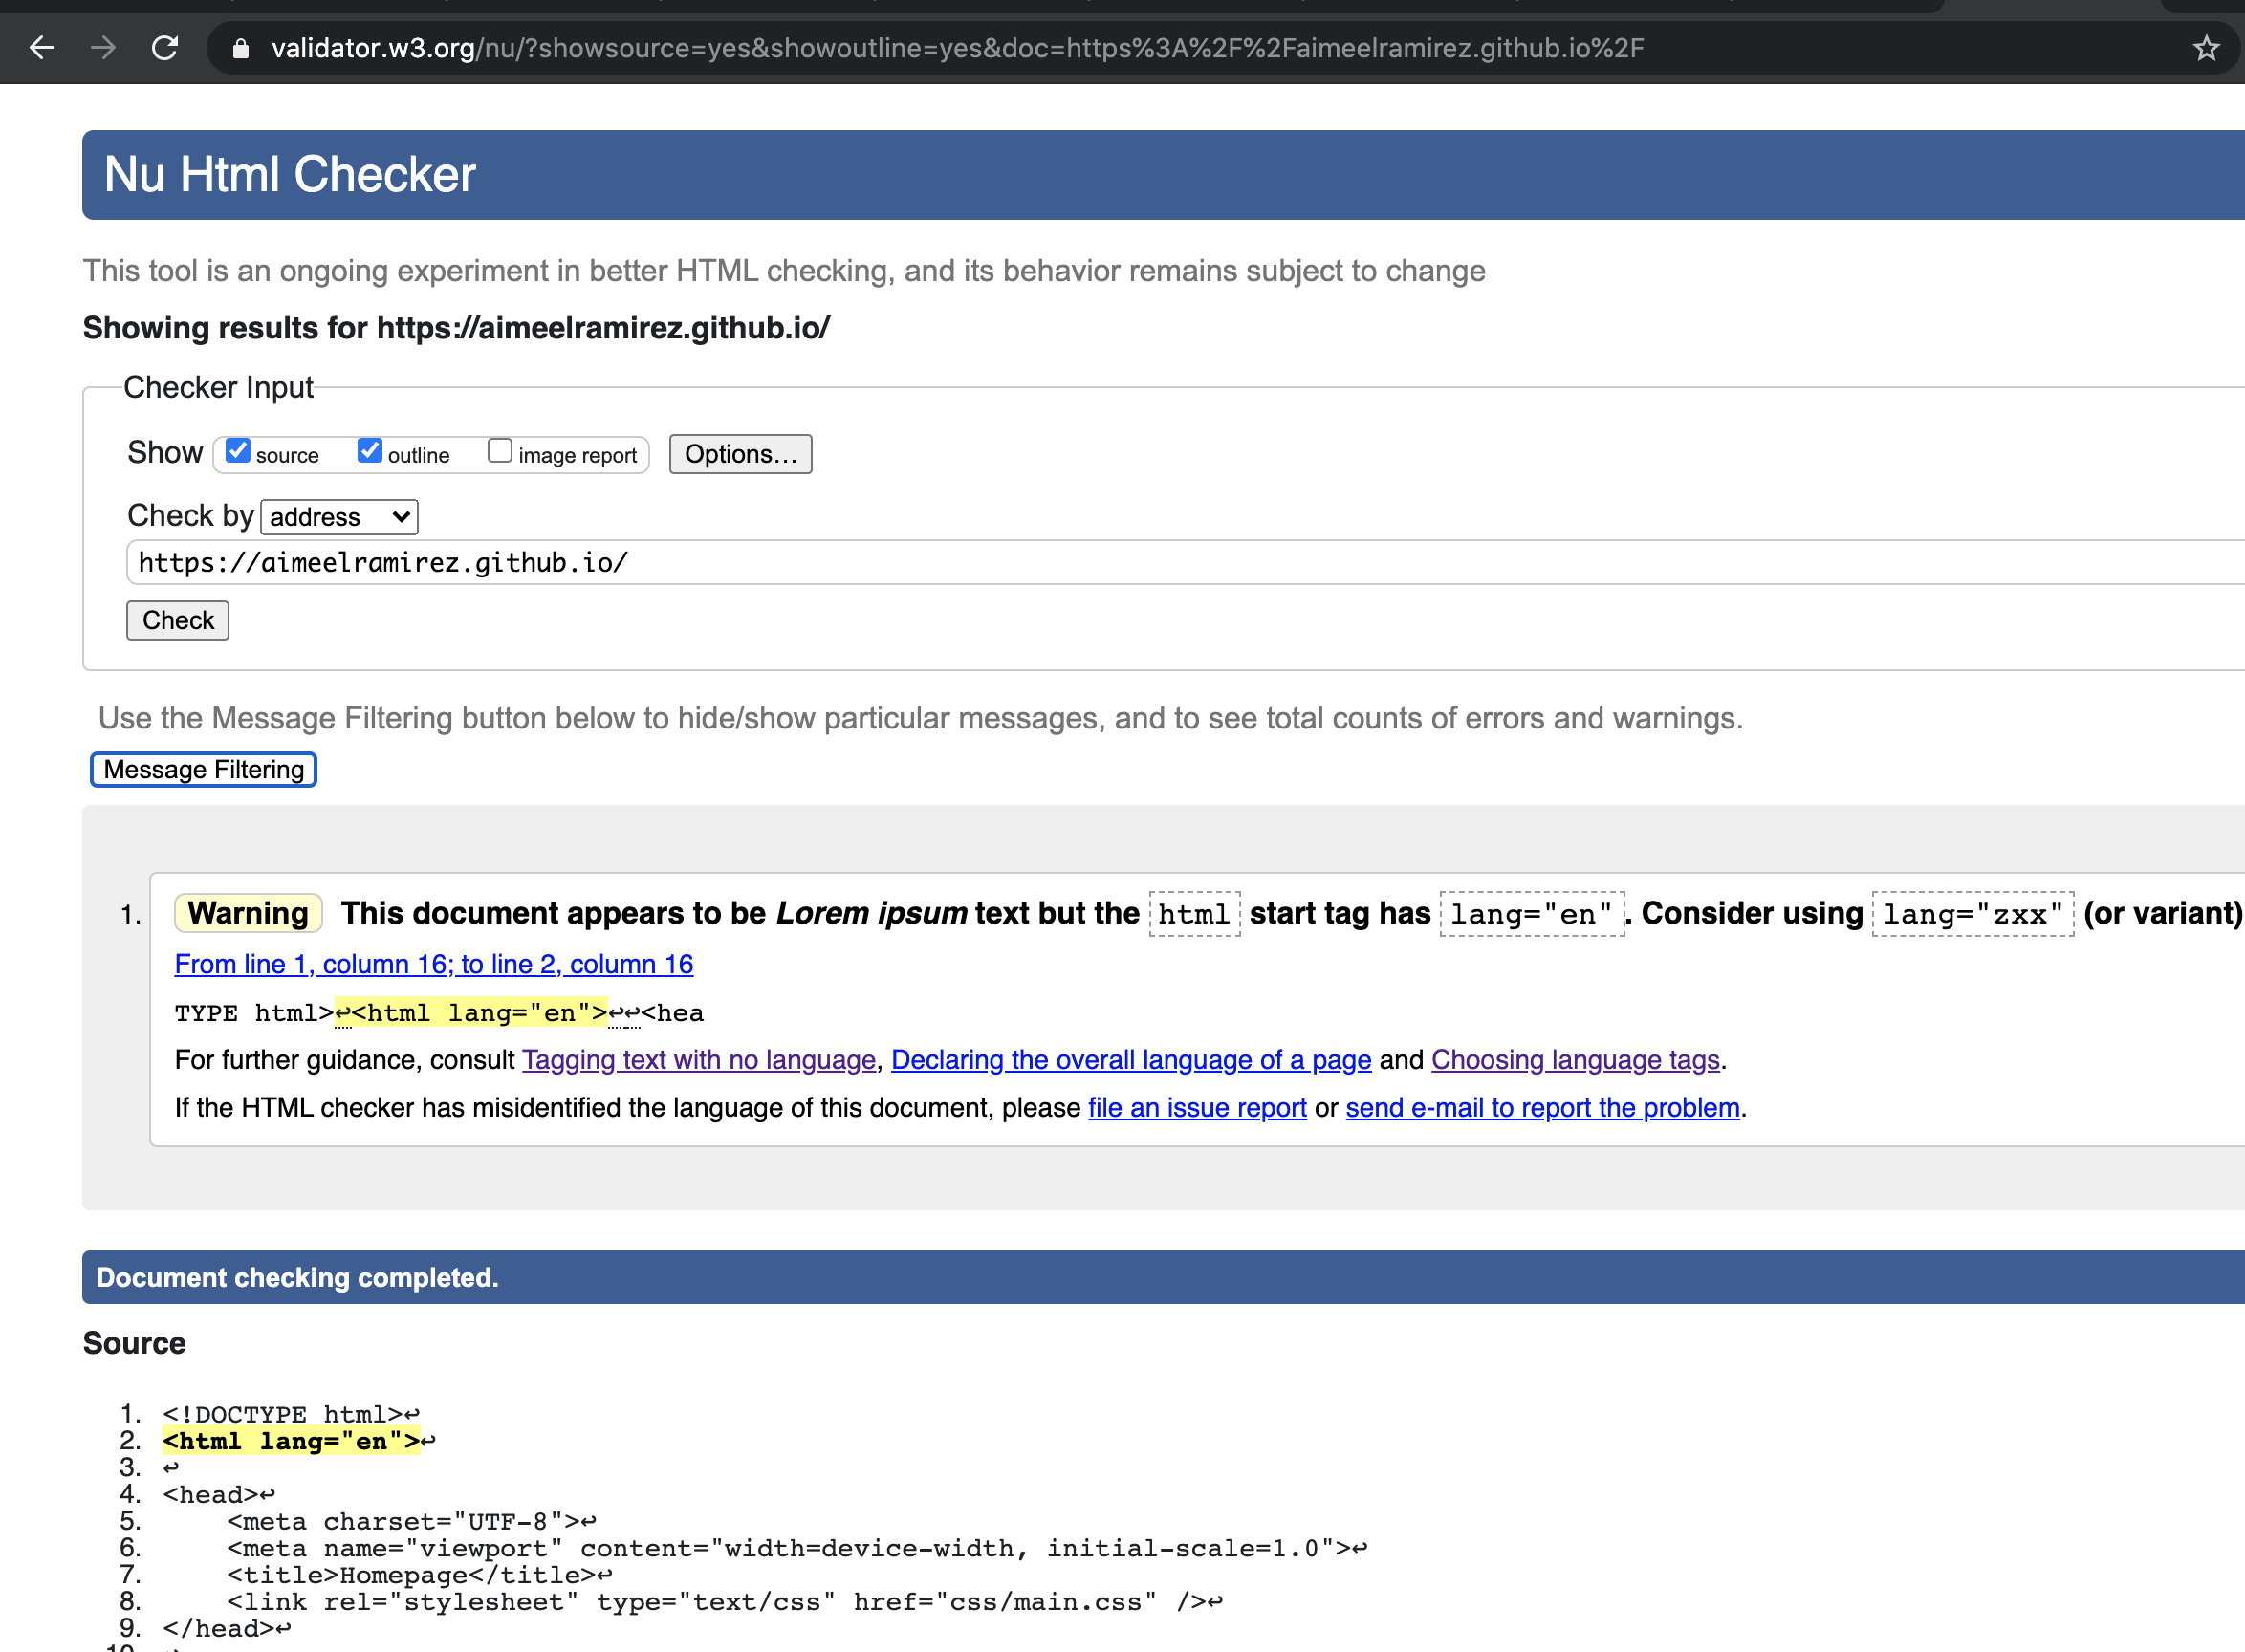 validator.w3.org/nu/?showsource=yes&showoutline=yes&doc=https%3A%2F%2Faimeelramirez.github.io%2F
Nu Html Checker
This tool is an ongoing experiment in better HTML checking, and its behavior remains subject to change
Showing results for https://aimeelramirez.github.io/
Checker Input
Show source outline image report Options...
Check by address
https://aimeelramirez.github.io/
Check
Use the Message Filtering button below to hide/show particular messages, and to see total counts of errors and warnings.
Message Filtering
1. Warning This document appears to be Lorem ipsum text but the html start tag has lang="en". Consider using lang="zxx" (or variant)
From line 1, column 16; to line 2, column 16
TYPE html>↩<html lang="en">↩↩<hea
For further guidance, consult Tagging text with no language, Declaring the overall language of a page and Choosing language tags.
If the HTML checker has misidentified the language of this document, please file an issue report or send e-mail to report the problem.
Document checking completed.
Source
1. <!DOCTYPE html>↩
2. <html lang="en">↩
3. ↩
4. <head>↩
5. <meta charset="UTF-8">↩
6. <meta name="viewport" content="width=device-width, initial-scale=1.0">↩
7. <title>Homepage</title>↩
8. <link rel="stylesheet" type="text/css" href="css/main.css" />↩
9. </head>↩